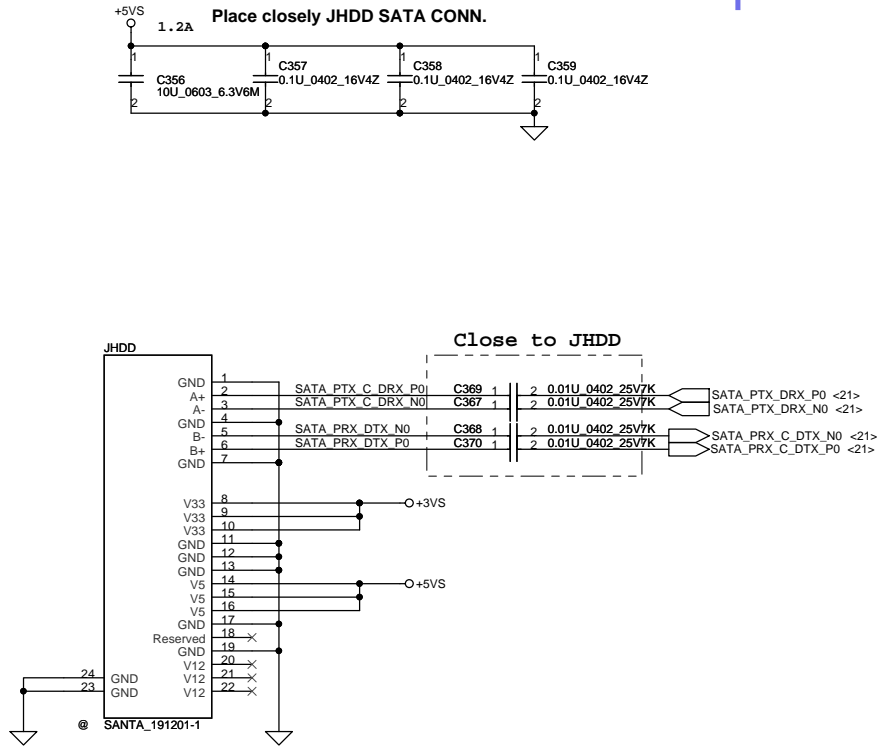 +5VS
1.2A
Place closely JHDD SATA CONN.
1 1 1 1
C356
10U_0603_6.3V6M
C357
0.1U_0402_16V4Z
C358
0.1U_0402_16V4Z
C359
0.1U_0402_16V4Z
2 2 2 2
Close to JHDD
JHDD
GND 1
A+ 2 SATA_PTX_C_DRX_P0 C369 1 2 0.01U_0402_25V7K SATA_PTX_DRX_P0 <21>
A- 3 SATA_PTX_C_DRX_N0 C367 1 2 0.01U_0402_25V7K SATA_PTX_DRX_N0 <21>
GND 4
B- 5 SATA_PRX_DTX_N0 C368 1 2 0.01U_0402_25V7K SATA_PRX_C_DTX_N0 <21>
B+ 6 SATA_PRX_DTX_P0 C370 1 2 0.01U_0402_25V7K SATA_PRX_C_DTX_P0 <21>
GND 7
V33 8 +3VS
V33 9
V33 10
GND 11
GND 12
GND 13
V5 14 +5VS
V5 15
V5 16
GND 17
Reserved 18
GND 19
V12 20
24 GND V12 21
23 GND V12 22
@ SANTA_191201-1